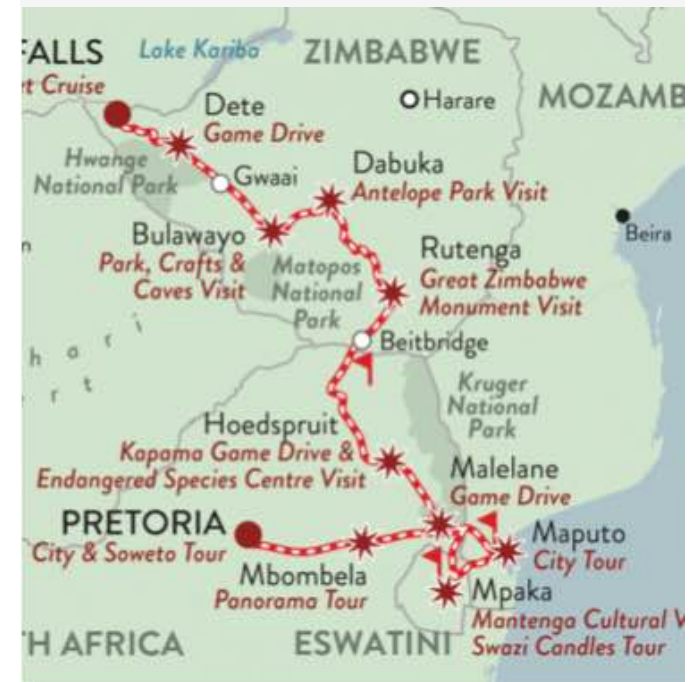 FALLS
et Cruise
Lake Kariba
ZIMBABWE
Harare
MOZAMB
Dete
Game Drive
Hwange
National Park
Gwaai
Dabuka
Antelope Park Visit
Beira
n
Bulawayo
Park, Crafts &
Caves Visit
Matopos
National
Park
Rutenga
Great Zimbabwe
Monument Visit
Beitbridge
h a r i
r t
Kruger
National
Park
Hoedspruit
Kapama Game Drive &
Endangered Species Centre Visit
Malelane
Game Drive
PRETORIA
City & Soweto Tour
Mbombela
Panorama Tour
Maputo
City Tour
Mpaka
Mantenga Cultural V
Swazi Candles Tour
TH AFRICA
ESWATINI